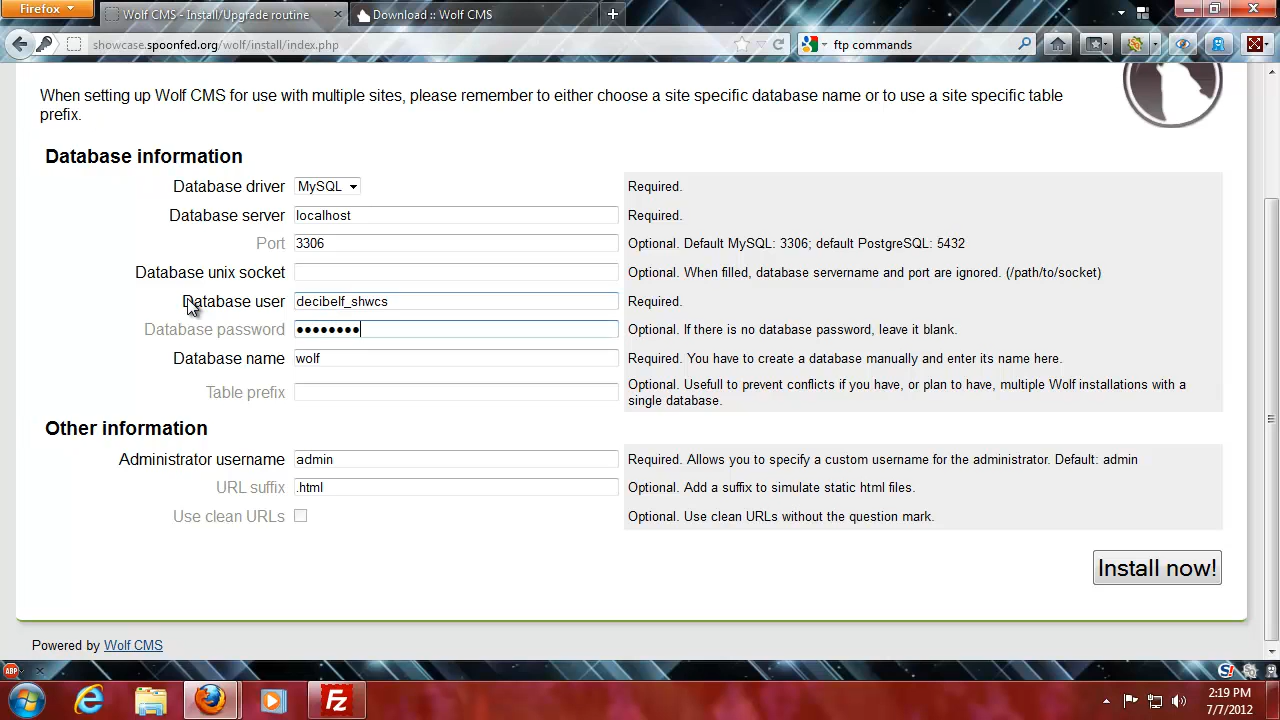 Firefox
Wolf CMS - Install/Upgrade routine
Download :: Wolf CMS
showcase.spoonfed.org/wolf/install/index.php
ftp commands
When setting up Wolf CMS for use with multiple sites, please remember to either choose a site specific database name or to use a site specific table
prefix.
Database information
Database driver MySQL Required.
Database server localhost Required.
Port 3306 Optional. Default MySQL: 3306; default PostgreSQL: 5432
Database unix socket Optional. When filled, database servername and port are ignored. (/path/to/socket)
Database user decibelf_shwcs Required.
Database password ●●●●●●●● Optional. If there is no database password, leave it blank.
Database name wolf Required. You have to create a database manually and enter its name here.
Table prefix Optional. Usefull to prevent conflicts if you have, or plan to have, multiple Wolf installations with a
single database.
Other information
Administrator username admin Required. Allows you to specify a custom username for the administrator. Default: admin
URL suffix .html Optional. Add a suffix to simulate static html files.
Use clean URLs Optional. Use clean URLs without the question mark.
Install now!
Powered by Wolf CMS
ABP
2:19 PM
7/7/2012